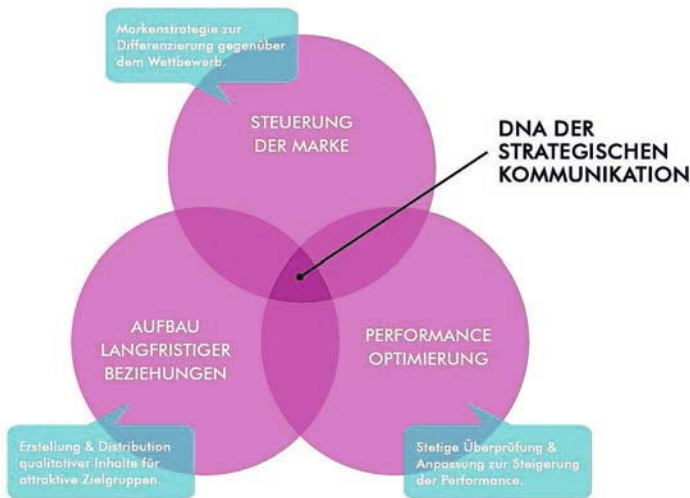 Markenstrategie zur
Differenzierung gegenüber
dem Wettbewerb.
STEUERUNG
DER MARKE
DNA DER
STRATEGISCHEN
KOMMUNIKATION
AUFBAU
LANGFRISTIGER
BEZIEHUNGEN
PERFORMANCE
OPTIMIERUNG
Erstellung & Distribution
qualitativer Inhalte für
attraktive Zielgruppen.
Stetige Überprüfung &
Anpassung zur Steigerung
der Performance.